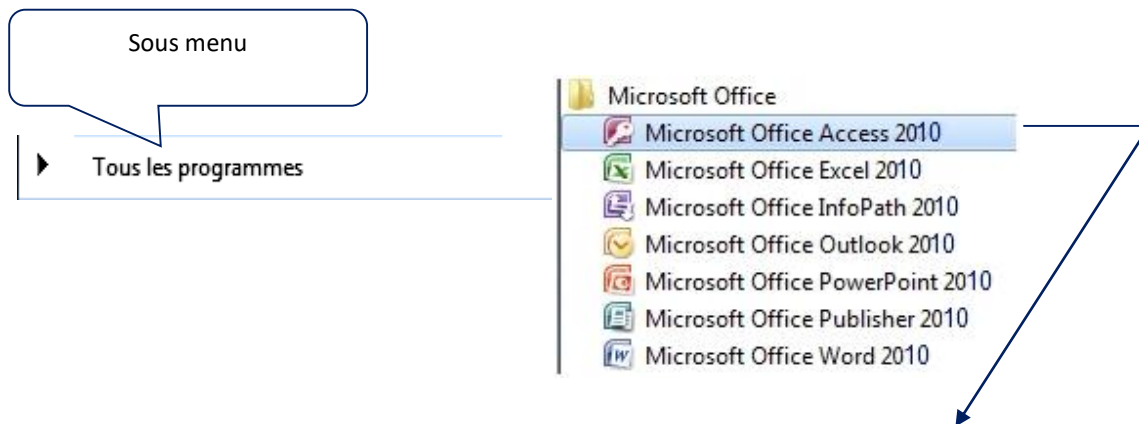 Sous menu
Tous les programmes
Microsoft Office
Microsoft Office Access 2010
Microsoft Office Excel 2010
Microsoft Office InfoPath 2010
Microsoft Office Outlook 2010
Microsoft Office PowerPoint 2010
Microsoft Office Publisher 2010
Microsoft Office Word 2010